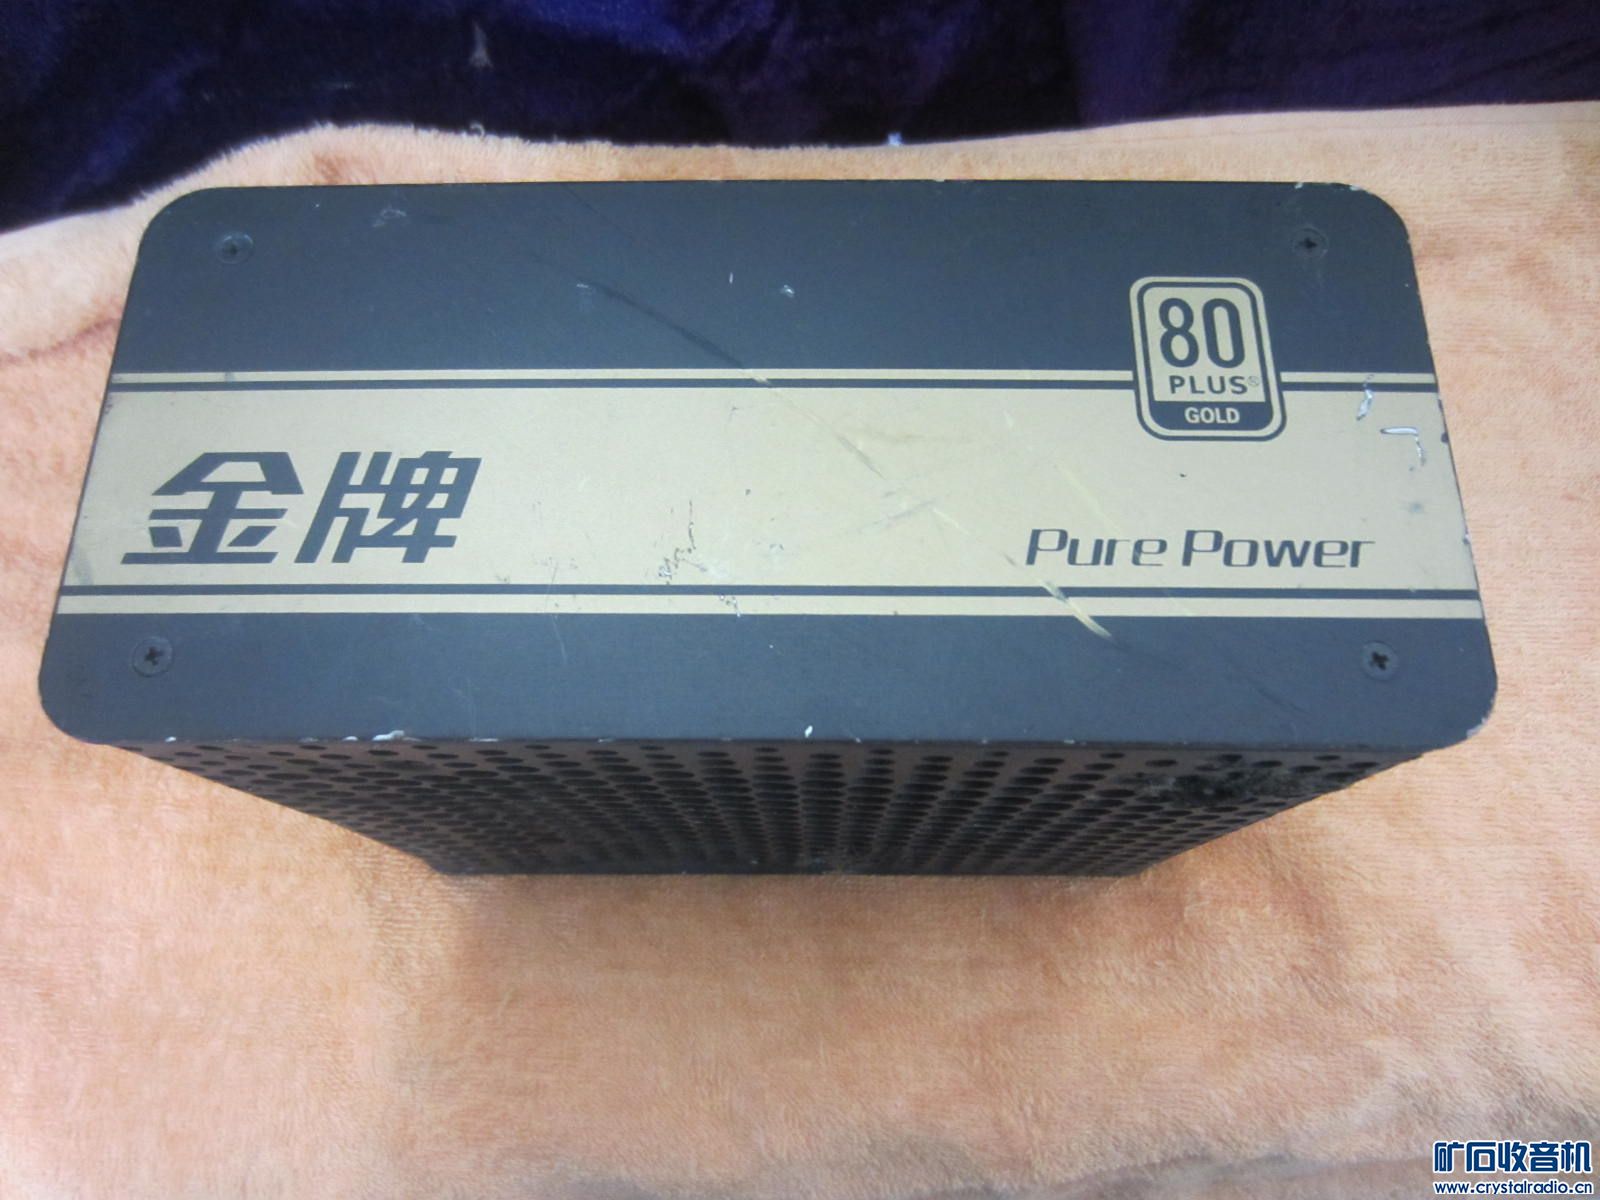 80
PLUS®
GOLD
金牌
Pure Power
矿石收音机
www.crystalradio.cn